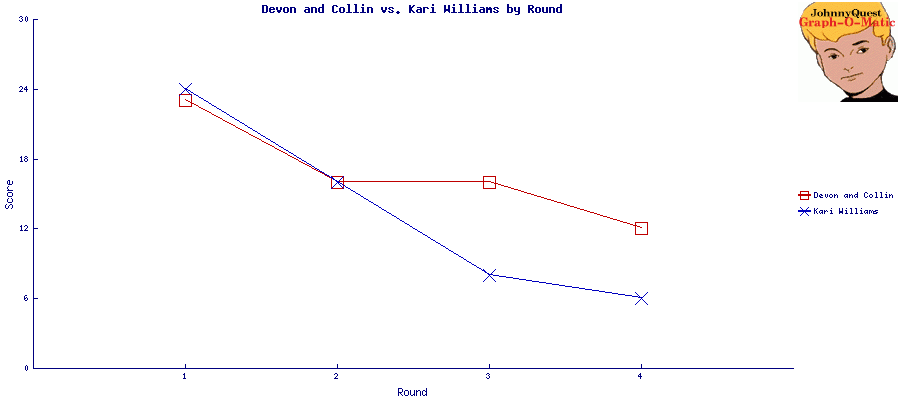 Devon and Collin vs. Kari Williams by Round
JohnnyQuest
Graph-O-Matic
30
24
18
12
6
0
Score
1 2 3 4
Round
Devon and Collin
Kari Williams